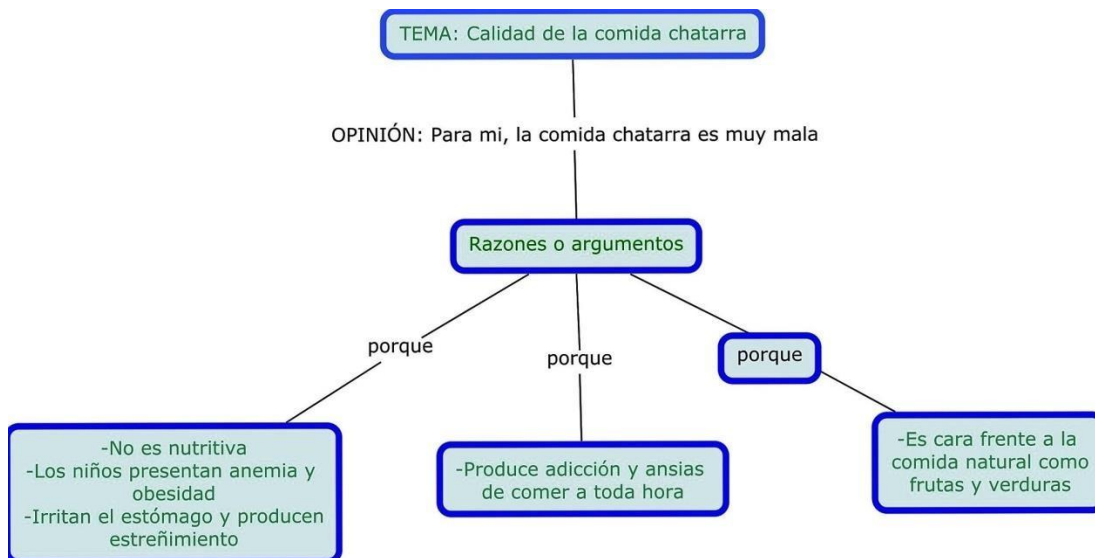 TEMA: Calidad de la comida chatarra
OPINIÓN: Para mi, la comida chatarra es muy mala
Razones o argumentos
porque
porque
porque
-No es nutritiva
-Los niños presentan anemia y
obesidad
-Irritan el estómago y producen
estreñimiento
-Produce adicción y ansias
de comer a toda hora
-Es cara frente a la
comida natural como
frutas y verduras